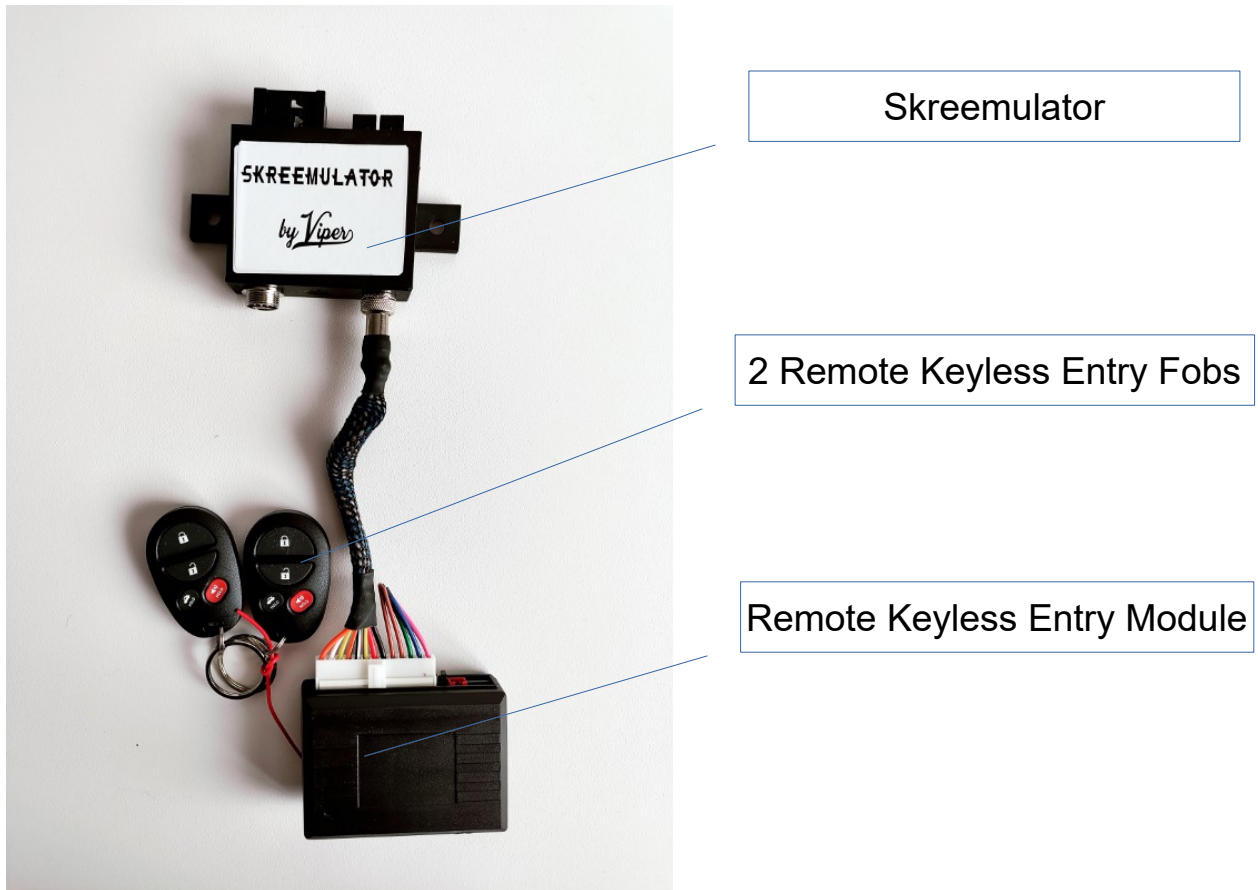 SKREEMULATOR
by Viper
Skreemulator
2 Remote Keyless Entry Fobs
Remote Keyless Entry Module